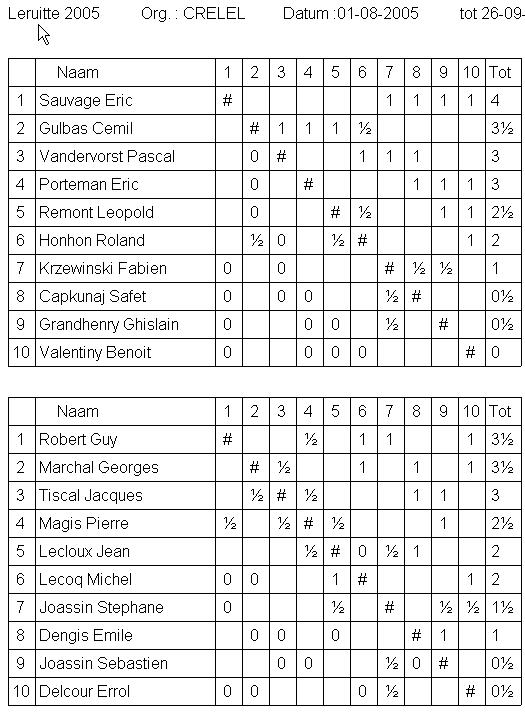 Leruitte 2005 Org. : CRELEL Datum :01-08-2005 tot 26-09-
Naam 1 2 3 4 5 6 7 8 9 10 Tot
1 Sauvage Eric # 1 1 1 1 4
2 Gulbas Cemil # 1 1 1 ½ 3½
3 Vandervorst Pascal 0 # 1 1 1 3
4 Porteman Eric 0 # 1 1 1 3
5 Remont Leopold 0 # ½ 1 1 2½
6 Honhon Roland ½ 0 ½ # 1 2
7 Krzewinski Fabien 0 0 # ½ ½ 1
8 Capkunaj Safet 0 0 0 ½ # 0½
9 Grandhenry Ghislain 0 0 0 ½ # 0½
10 Valentiny Benoit 0 0 0 0 # 0
Naam 1 2 3 4 5 6 7 8 9 10 Tot
1 Robert Guy # ½ 1 1 1 3½
2 Marchal Georges # ½ 1 1 1 3½
3 Tiscal Jacques ½ # ½ 1 1 3
4 Magis Pierre ½ ½ # ½ 1 2½
5 Lecloux Jean ½ # 0 ½ 1 2
6 Lecoq Michel 0 0 1 # 1 2
7 Joassin Stephane 0 ½ # ½ ½ 1½
8 Dengis Emile 0 0 0 # 1 1
9 Joassin Sebastien 0 0 ½ 0 # 0½
10 Delcour Errol 0 0 0 ½ # 0½